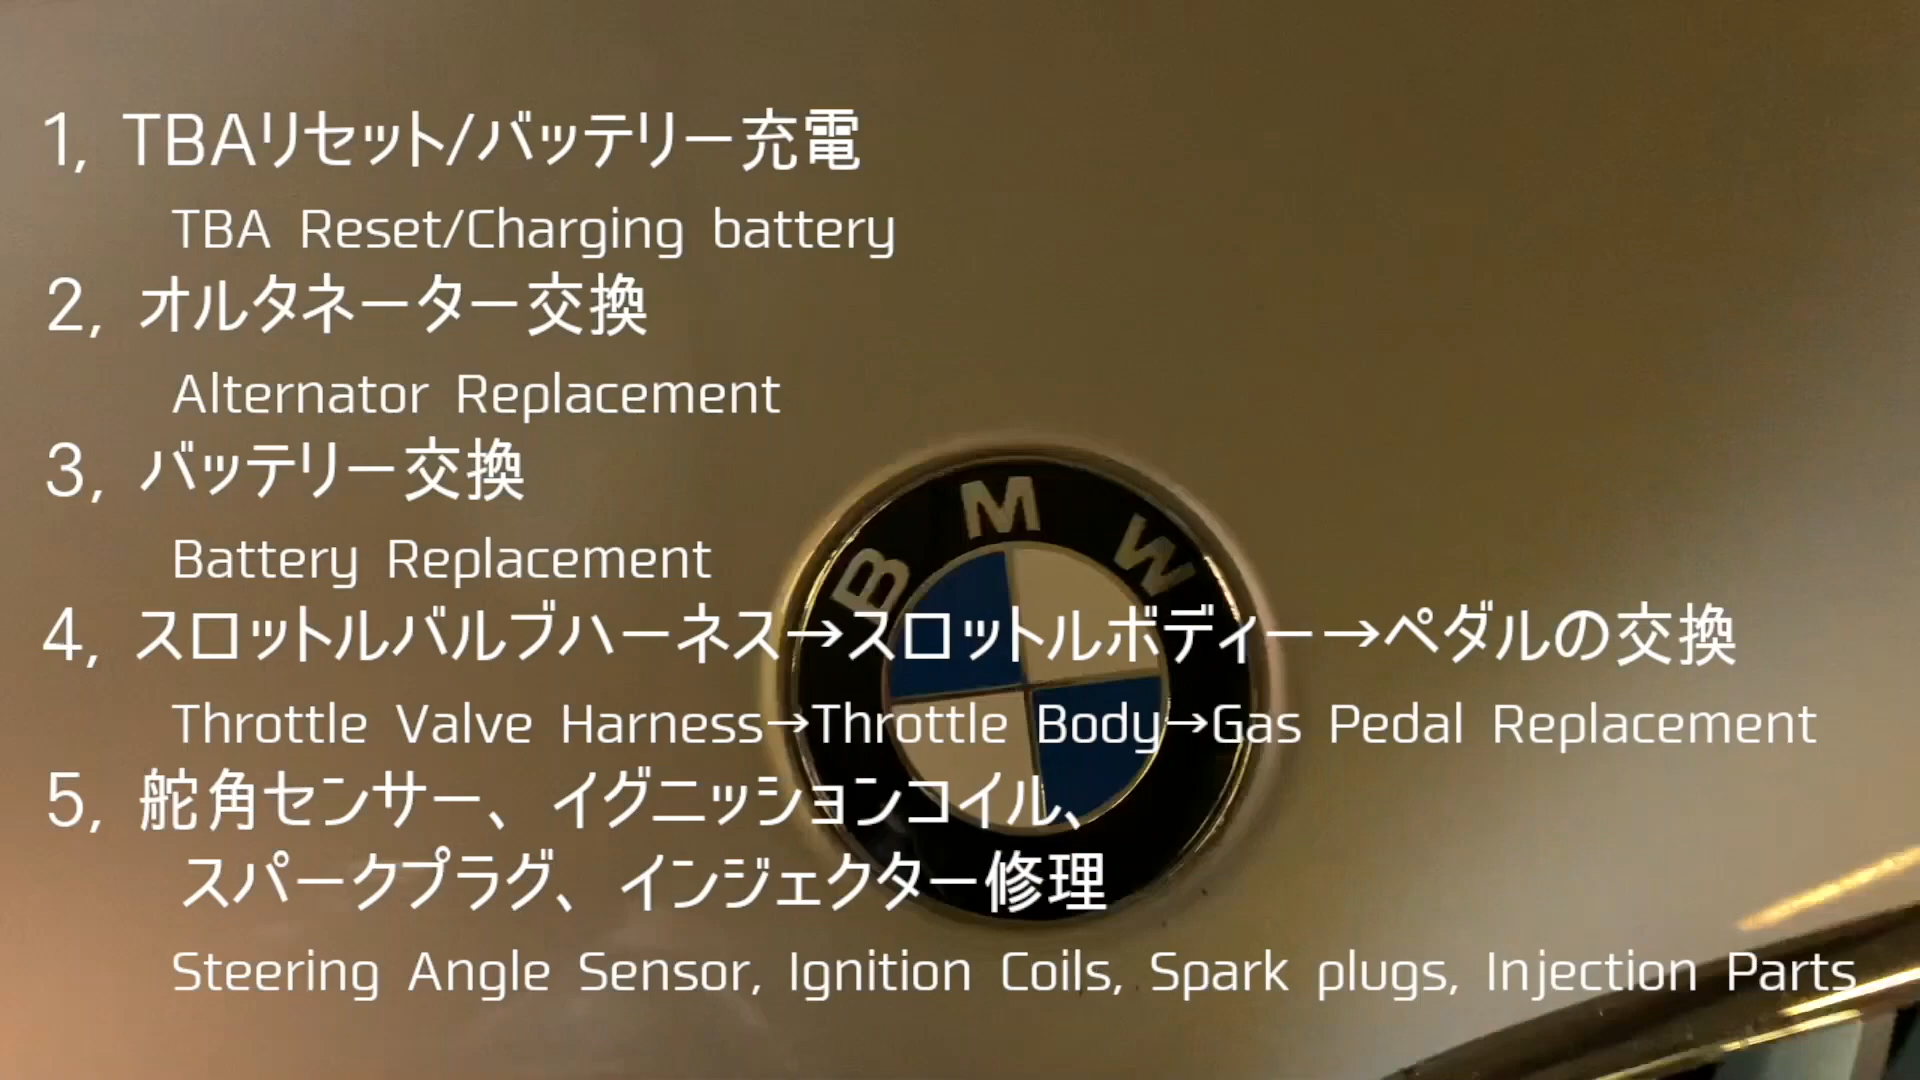 1, TBAリセット/バッテリー充電
TBA Reset/Charging battery
2, オルタネーター交換
Alternator Replacement
3, バッテリー交換
Battery Replacement
4, スロットルバルブハーネス→スロットルボディー→ペダルの交換
Throttle Valve Harness→Throttle Body→Gas Pedal Replacement
5, 舵角センサー、イグニッションコイル、
スパークプラグ、インジェクター修理
Steering Angle Sensor, Ignition Coils, Spark plugs, Injection Parts
BMW